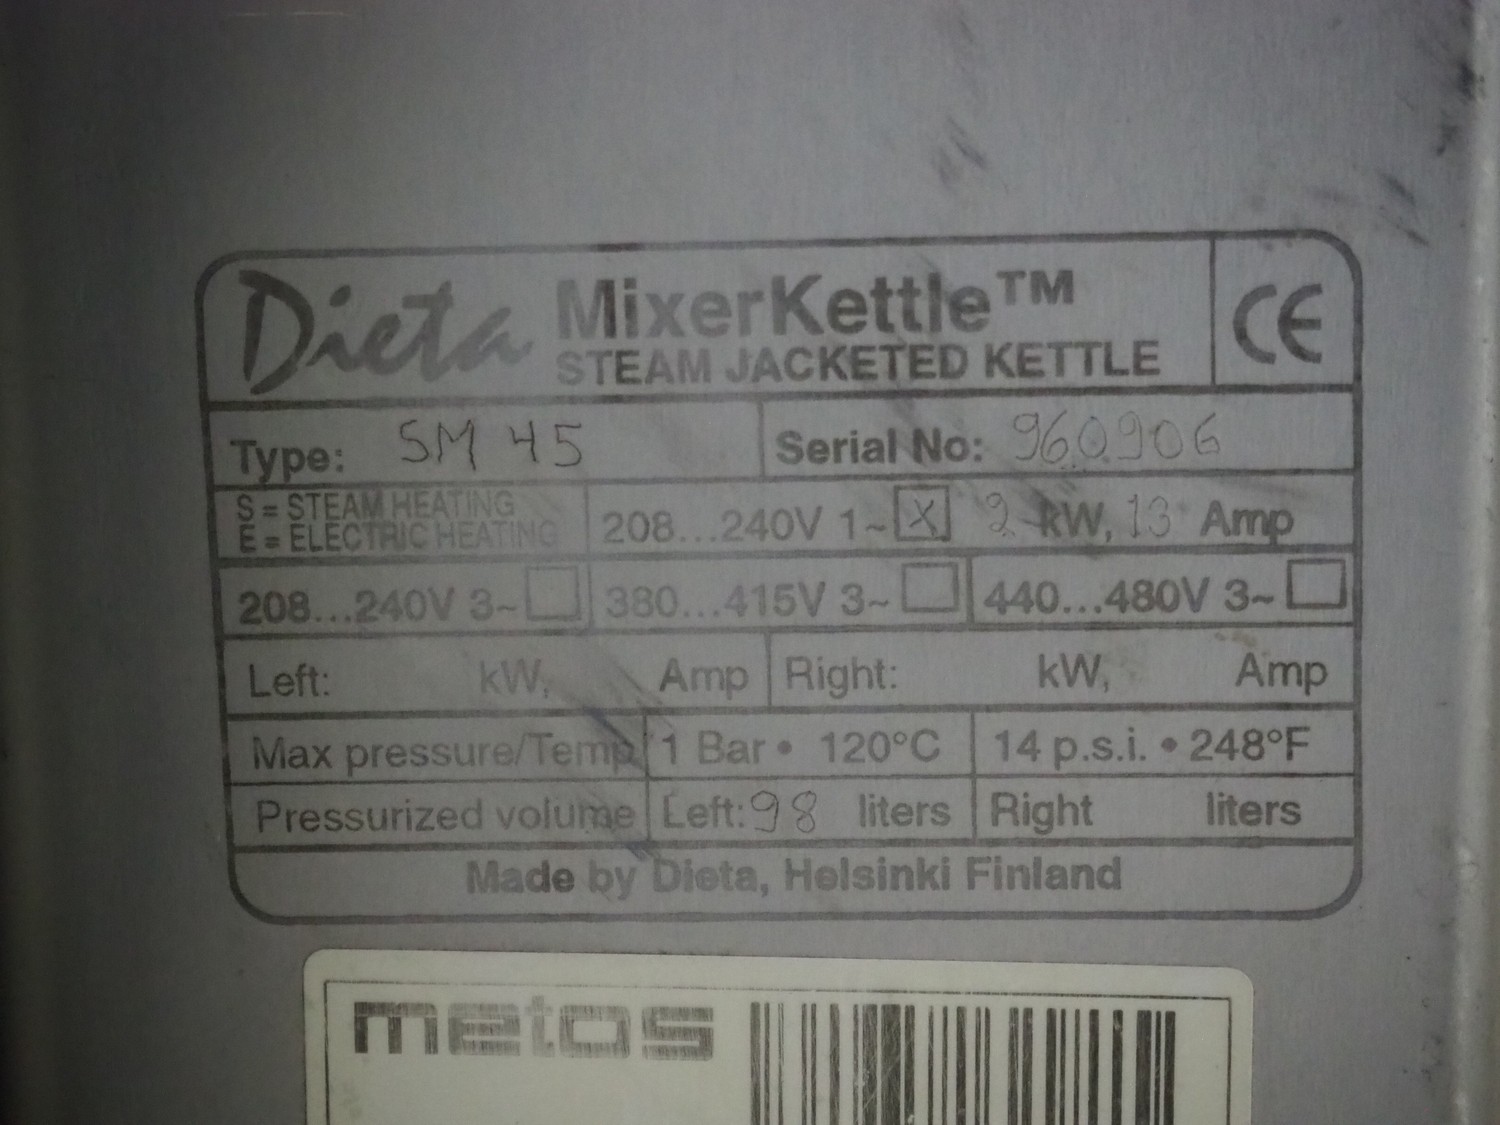 Dieta MixerKettle™
STEAM JACKETED KETTLE CE
Type: SM 45 Serial No: 960906
S = STEAM HEATING
E = ELECTRIC HEATING
208...240V 1~ X 2 kW, 13 Amp
208...240V 3~ 380...415V 3~ 440...480V 3~
Left: kW, Amp Right: kW, Amp
Max pressure/Temp 1 Bar • 120°C 14 p.s.i. • 248°F
Pressurized volume Left: 98 liters Right liters
Made by Dieta, Helsinki Finland
metos